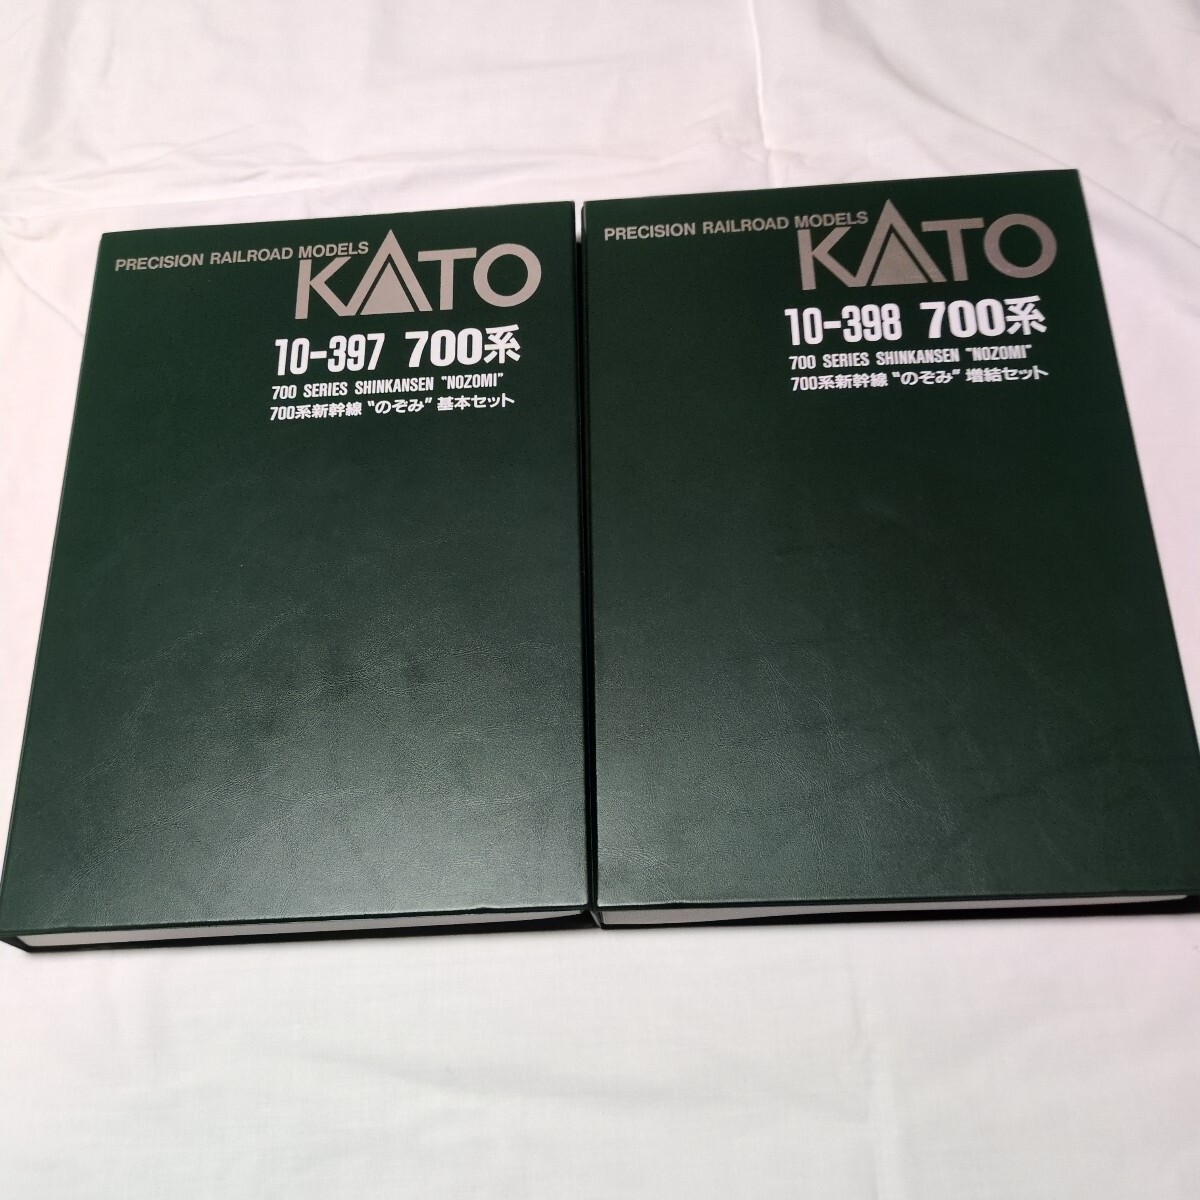 PRECISION RAILROAD MODELS
KATO
10-397 700系
700 SERIES SHINKANSEN "NOZOMI"
700系新幹線“のぞみ”基本セット
PRECISION RAILROAD MODELS
KATO
10-398 700系
700 SERIES SHINKANSEN "NOZOMI"
700系新幹線“のぞみ”増結セット